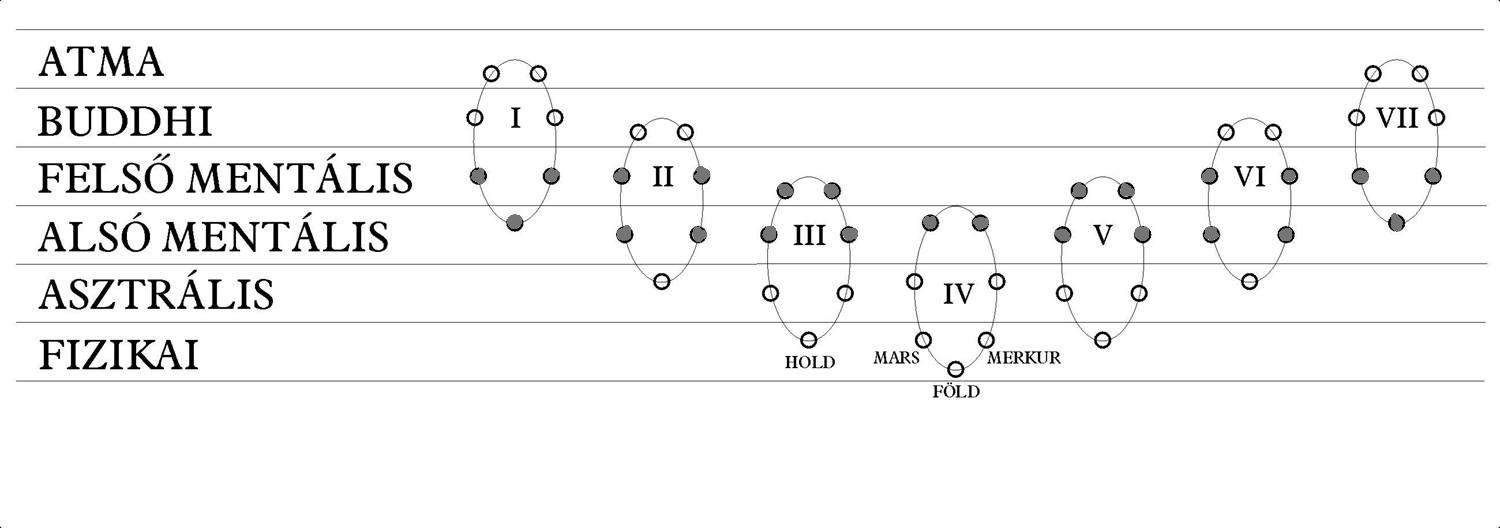 ATMA
BUDDHI
FELSŐ MENTÁLIS
ALSÓ MENTÁLIS
ASZTRÁLIS
FIZIKAI
I
II
III
IV
V
VI
VII
HOLD
MARS
FÖLD
MERKUR